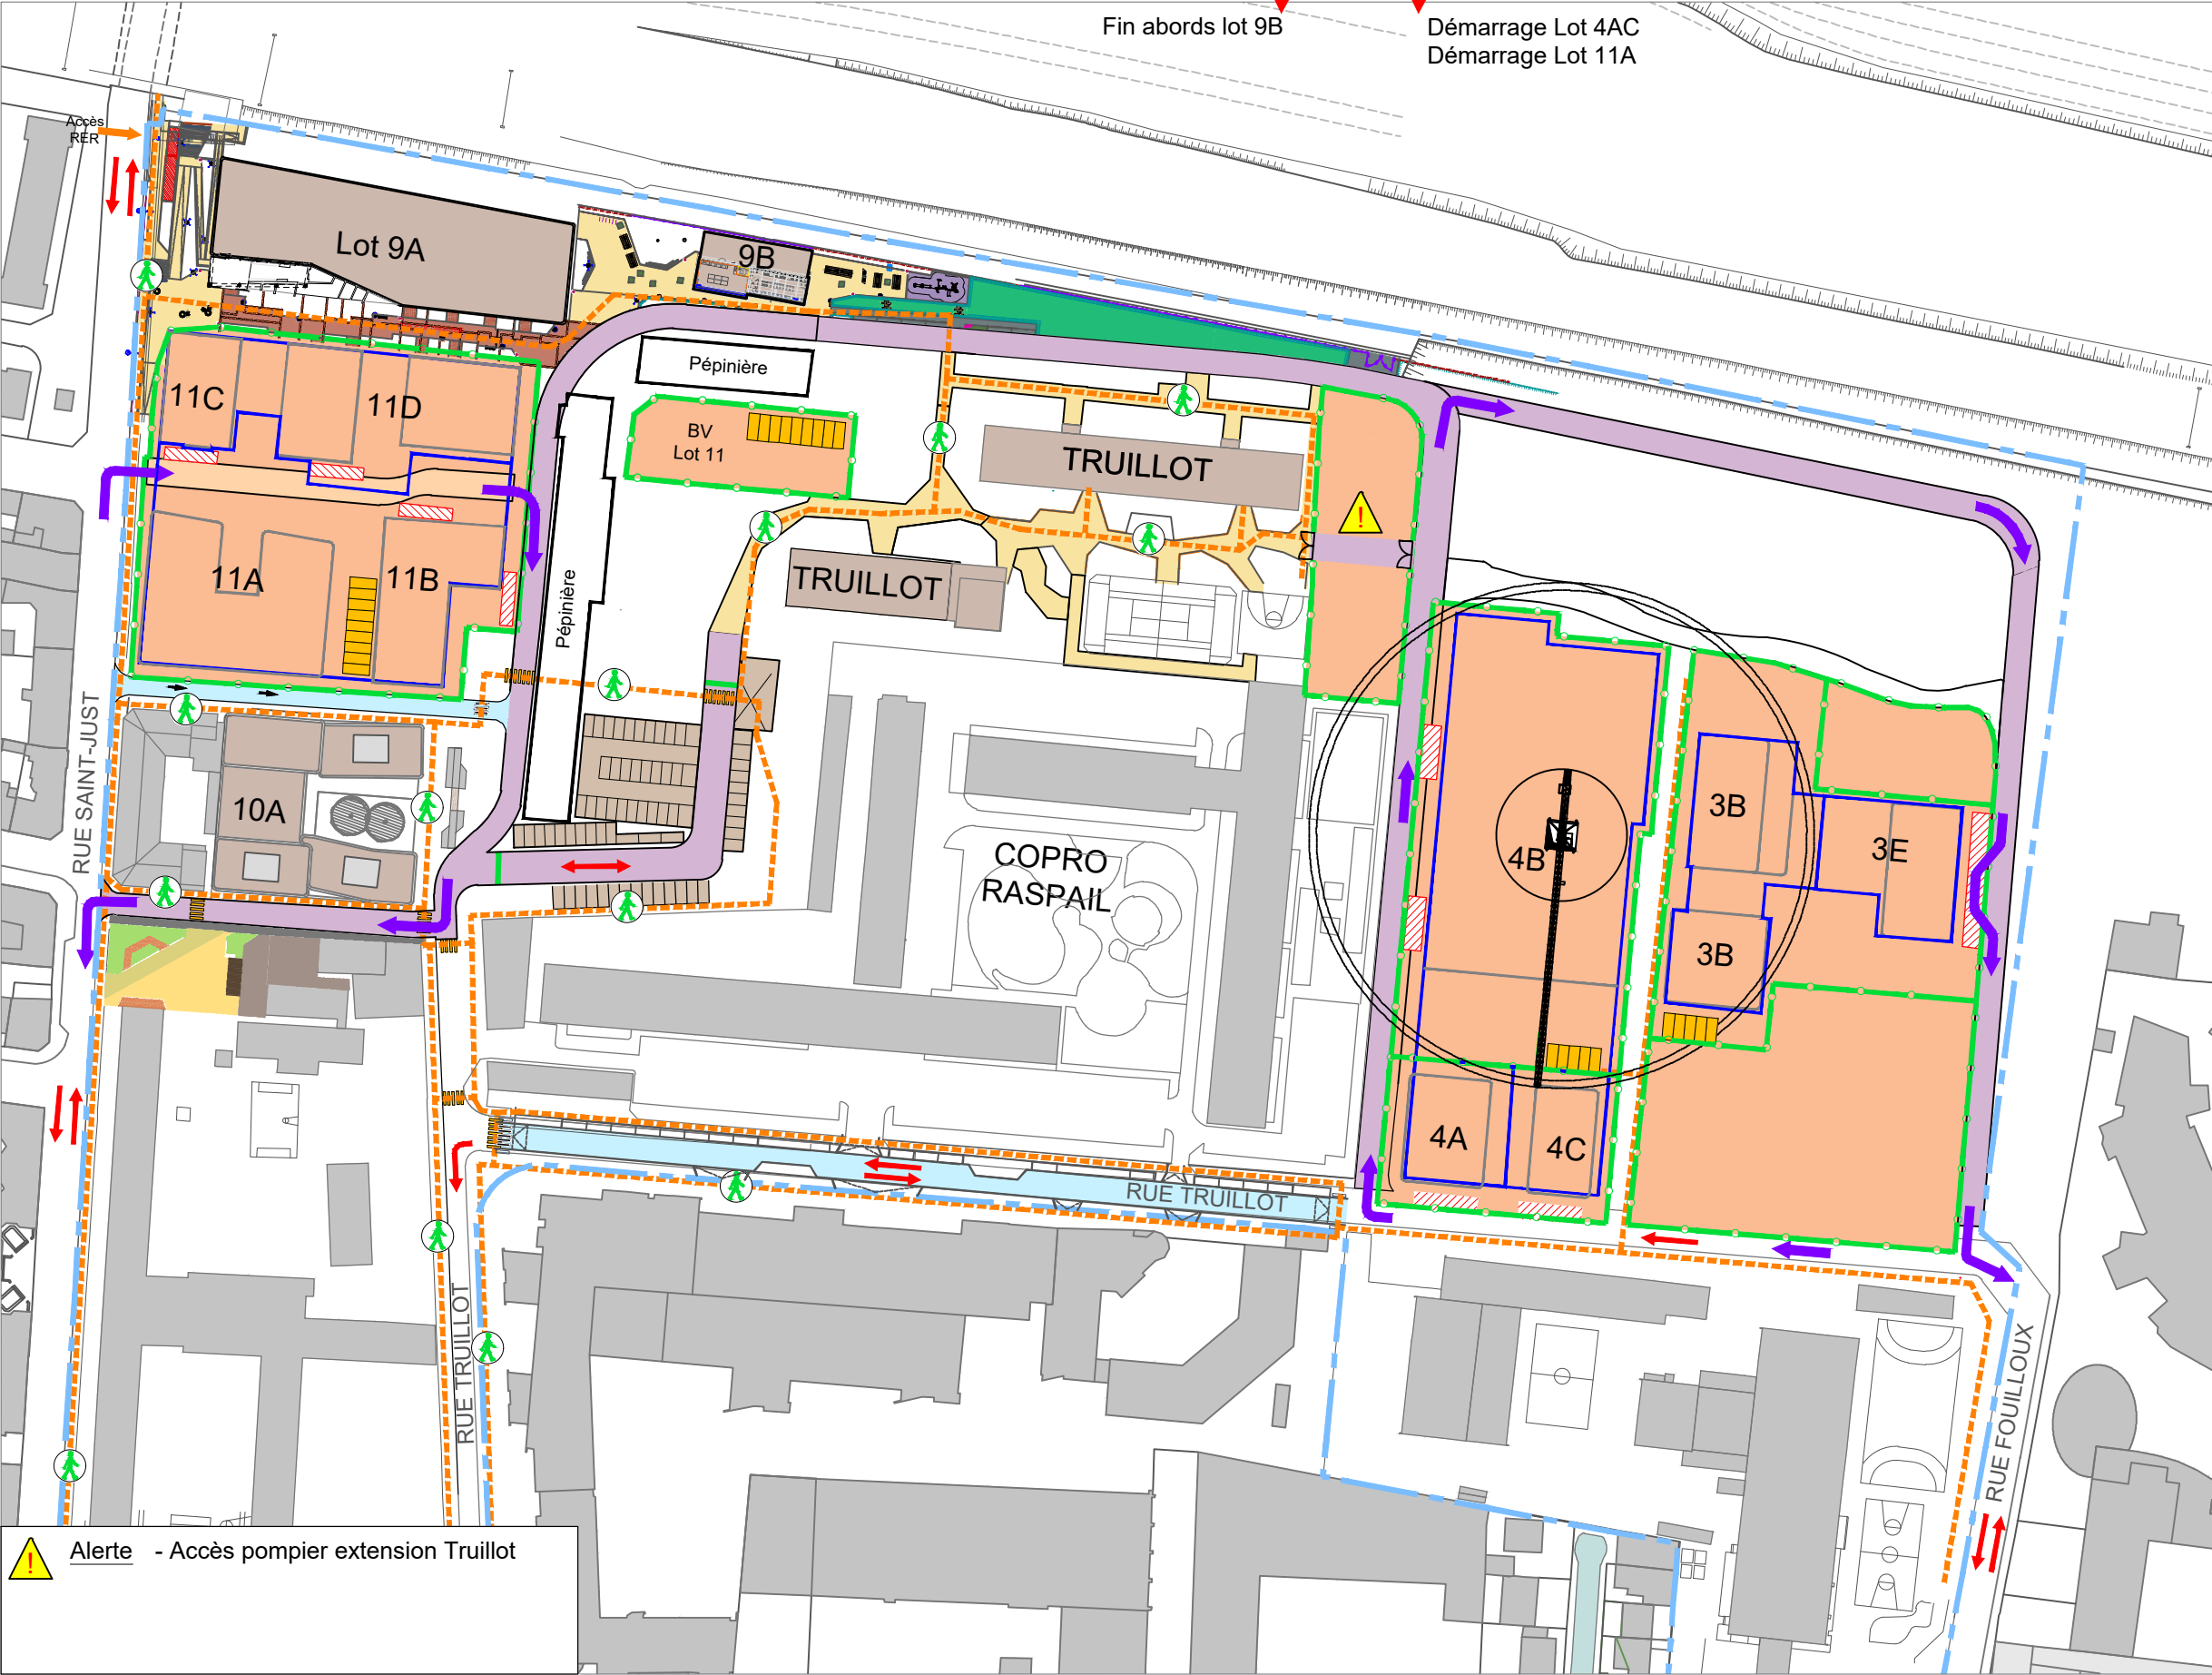 Fin abords lot 9B
Démarrage Lot 4AC
Démarrage Lot 11A
Accès
RER
Lot 9A
9B
Pépinière
11C
11D
BV
Lot 11
TRUILLOT
!
11A
11B
Pépinière
TRUILLOT
RUE SAINT-JUST
10A
COPRO
RASPAIL
4B
3B
3E
3B
4A
4C
RUE TRUILLOT
RUE TRUILLOT
RUE FOUILLOUX
! Alerte - Accès pompier extension Truillot